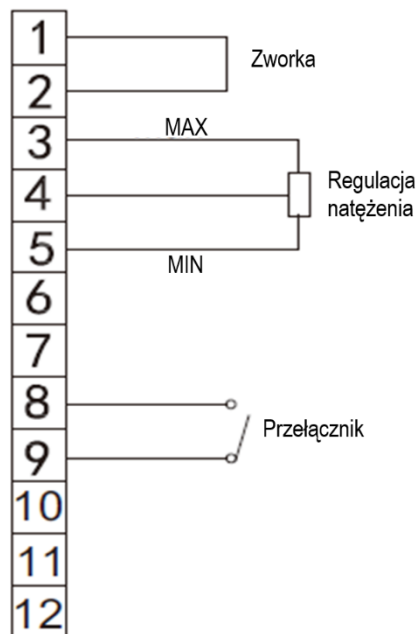 1
Zworka
2
3
MAX
4
Regulacja
natężenia
5
MIN
6
7
8
Przełącznik
9
10
11
12